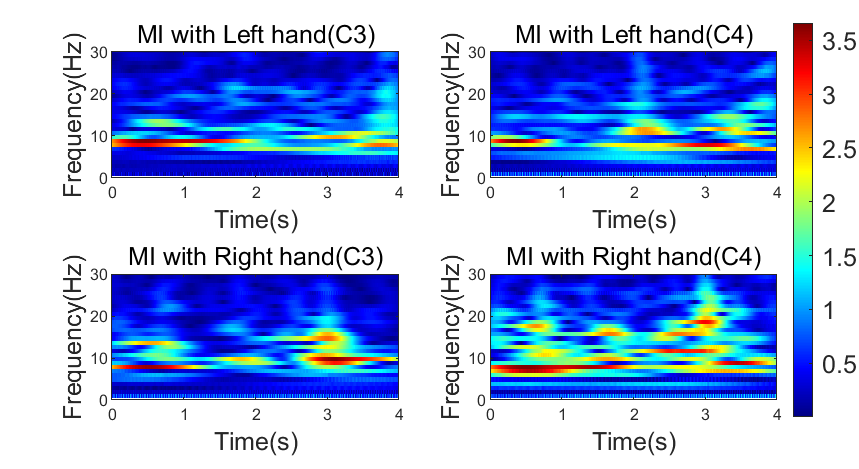 MI with Left hand(C3)
Frequency(Hz)
30
20
10
0
0 1 2 3 4
Time(s)
MI with Left hand(C4)
Frequency(Hz)
30
20
10
0
0 1 2 3 4
Time(s)
MI with Right hand(C3)
Frequency(Hz)
30
20
10
0
0 1 2 3 4
Time(s)
MI with Right hand(C4)
Frequency(Hz)
30
20
10
0
0 1 2 3 4
Time(s)
3.5
3
2.5
2
1.5
1
0.5